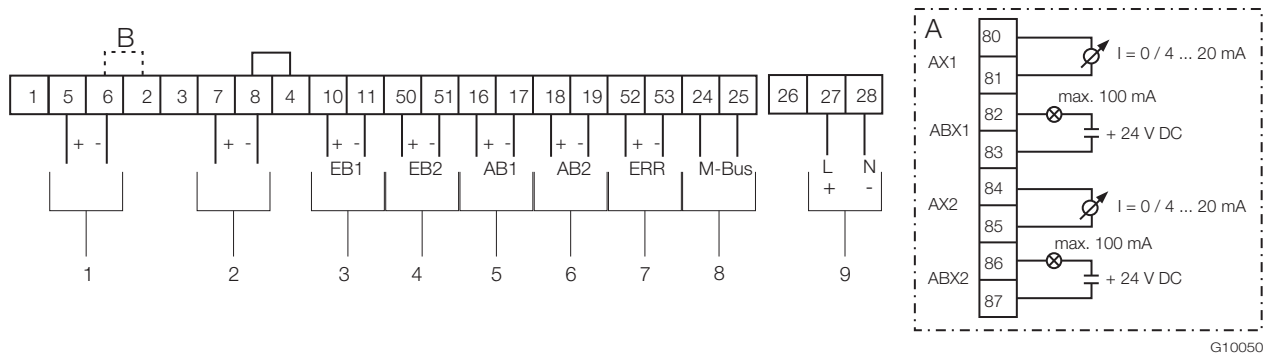 B
1 5 6 2 3 7 8 4 10 11 50 51 16 17 18 19 52 53 24 25 26 27 28
+ - + - + - + - + - + - + -
EB1 EB2 AB1 AB2 ERR M-Bus L N
+ -
1 2 3 4 5 6 7 8 9
A
80
AX1 I = 0 / 4 ... 20 mA
81
max. 100 mA
82
ABX1 + 24 V DC
83
84
AX2 I = 0 / 4 ... 20 mA
85
max. 100 mA
86
ABX2 + 24 V DC
87
G10050